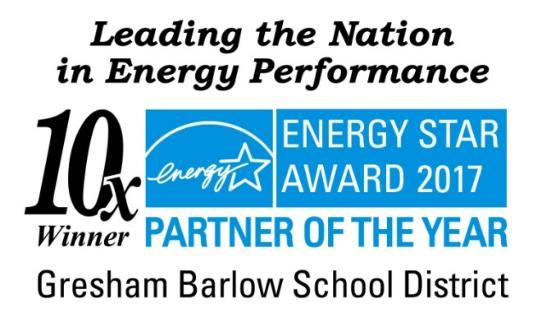 Leading the Nation
in Energy Performance
10x
Winner
energy
ENERGY STAR
AWARD 2017
PARTNER OF THE YEAR
Gresham Barlow School District